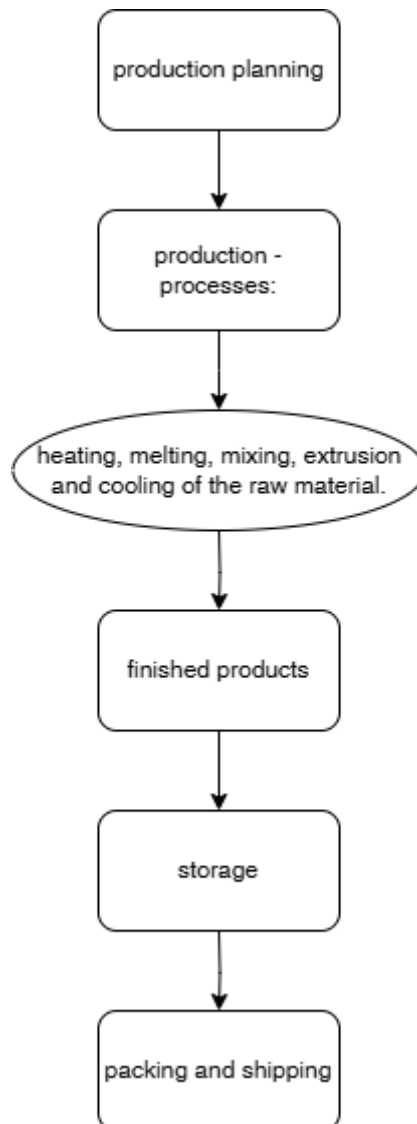 production planning
production -
processes:
heating, melting, mixing, extrusion
and cooling of the raw material.
finished products
storage
packing and shipping